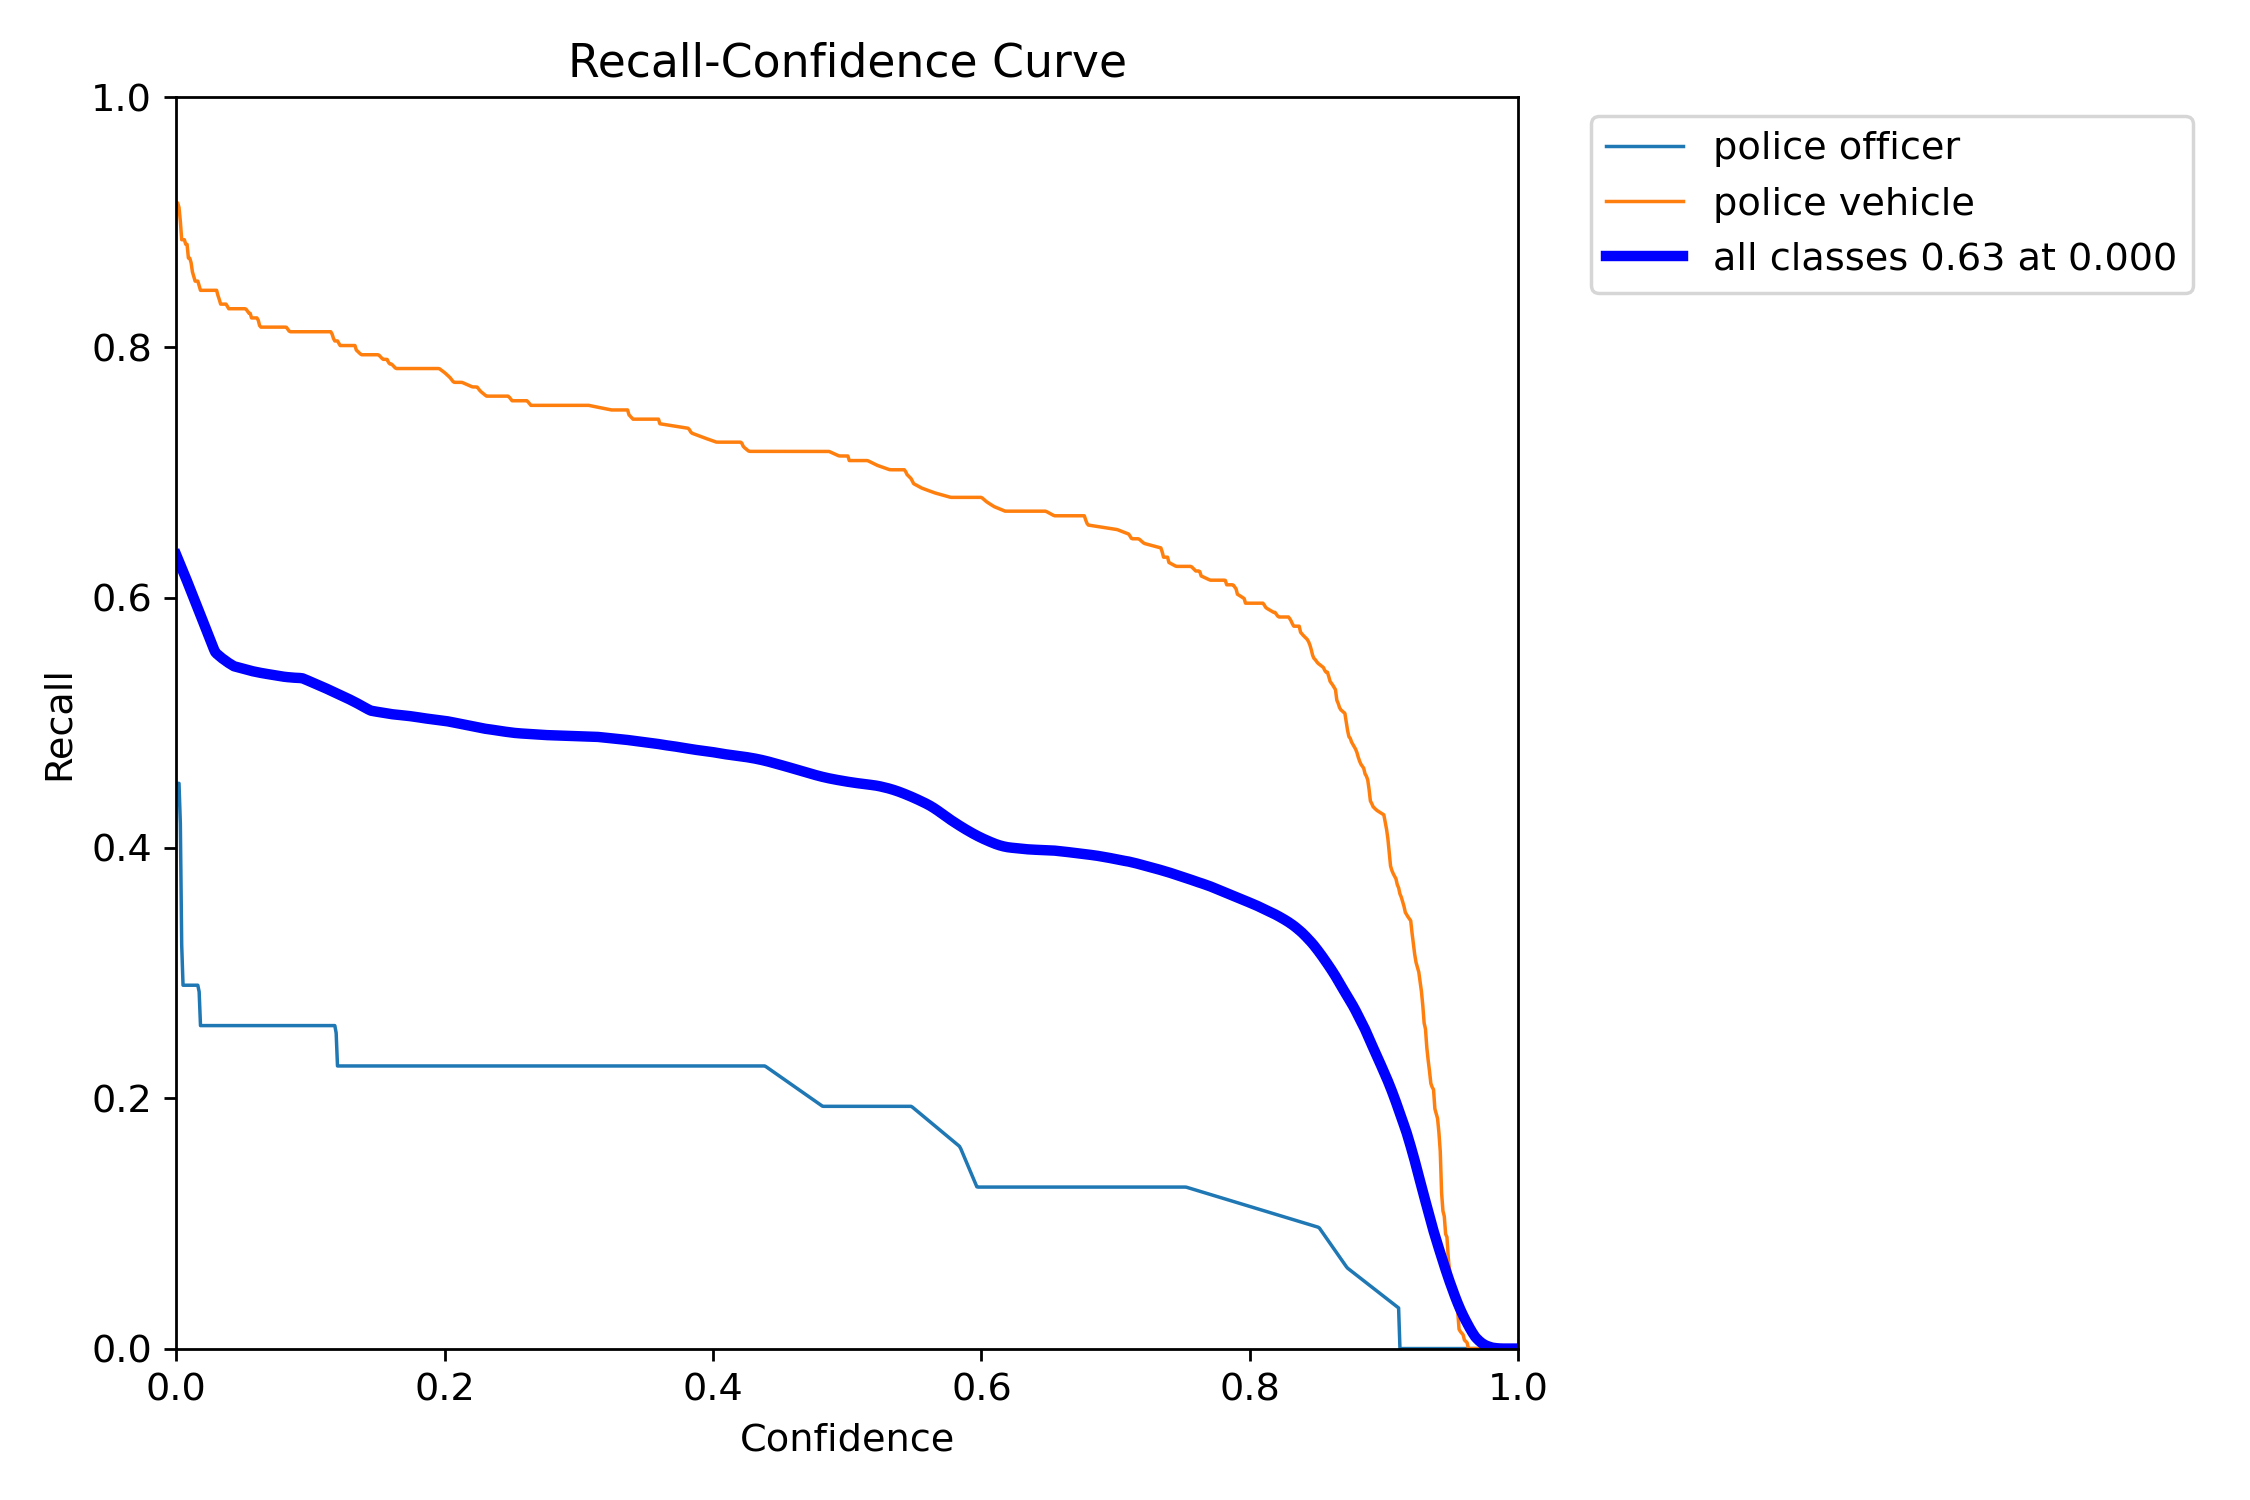 Recall-Confidence Curve
1.0
0.8
0.6
0.4
0.2
0.0
Recall
0.0 0.2 0.4 0.6 0.8 1.0
Confidence
police officer
police vehicle
all classes 0.63 at 0.000